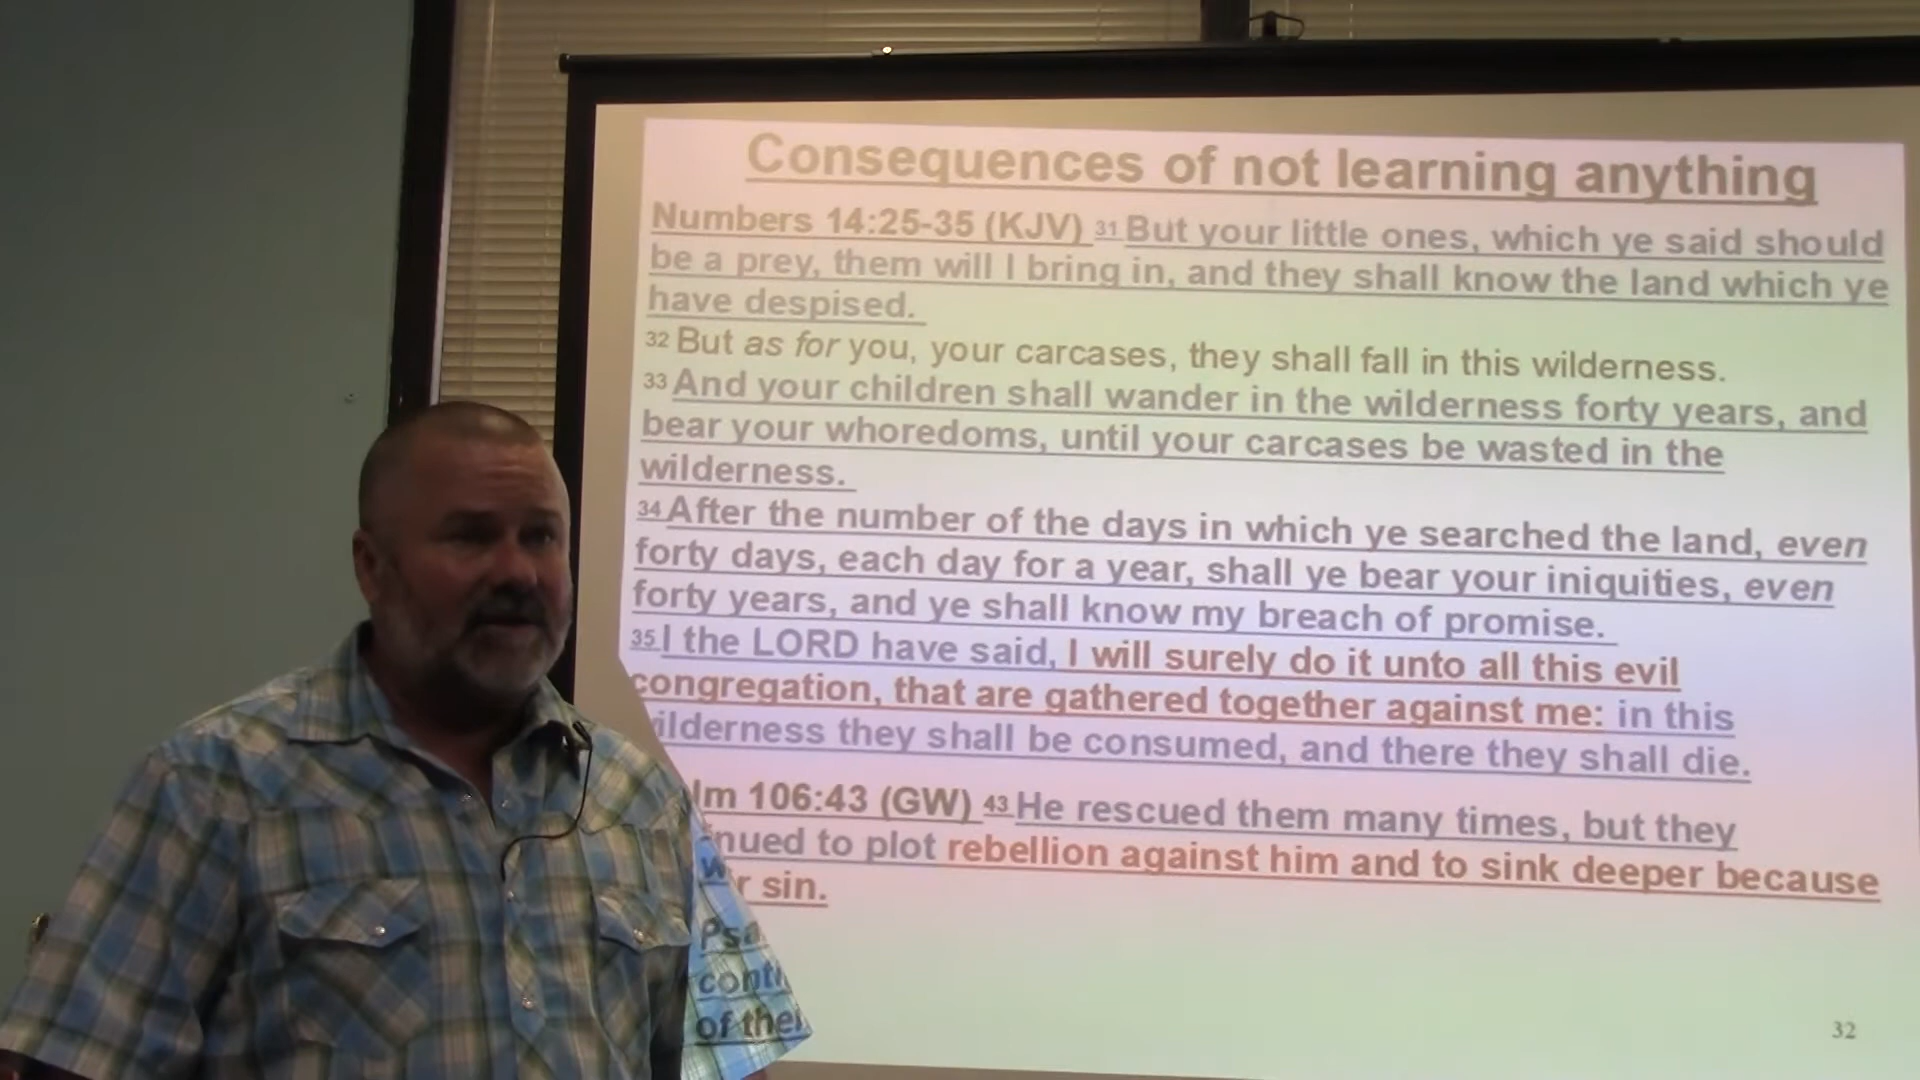 Consequences of not learning anything
Numbers 14:25-35 (KJV) 31 But your little ones, which ye said should
be a prey, them will I bring in, and they shall know the land which ye
have despised.
32 But as for you, your carcases, they shall fall in this wilderness.
33 And your children shall wander in the wilderness forty years, and
bear your whoredoms, until your carcases be wasted in the
wilderness.
34 After the number of the days in which ye searched the land, even
forty days, each day for a year, shall ye bear your iniquities, even
forty years, and ye shall know my breach of promise.
35 I the LORD have said, I will surely do it unto all this evil
congregation, that are gathered together against me: in this
wilderness they shall be consumed, and there they shall die.
Psalm 106:43 (GW) 43 He rescued them many times, but they
continued to plot rebellion against him and to sink deeper because
of their sin.
32